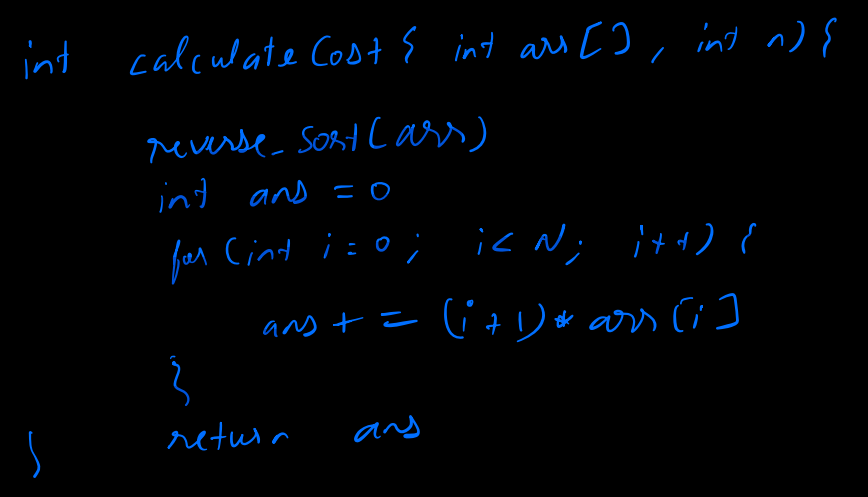 int calculateCost { int arr[], int n) {
reverse_sort(arr)
int ans = 0
for (int i = 0; i < N; i++) {
ans += (i+1)* arr[i]
}
return ans
}